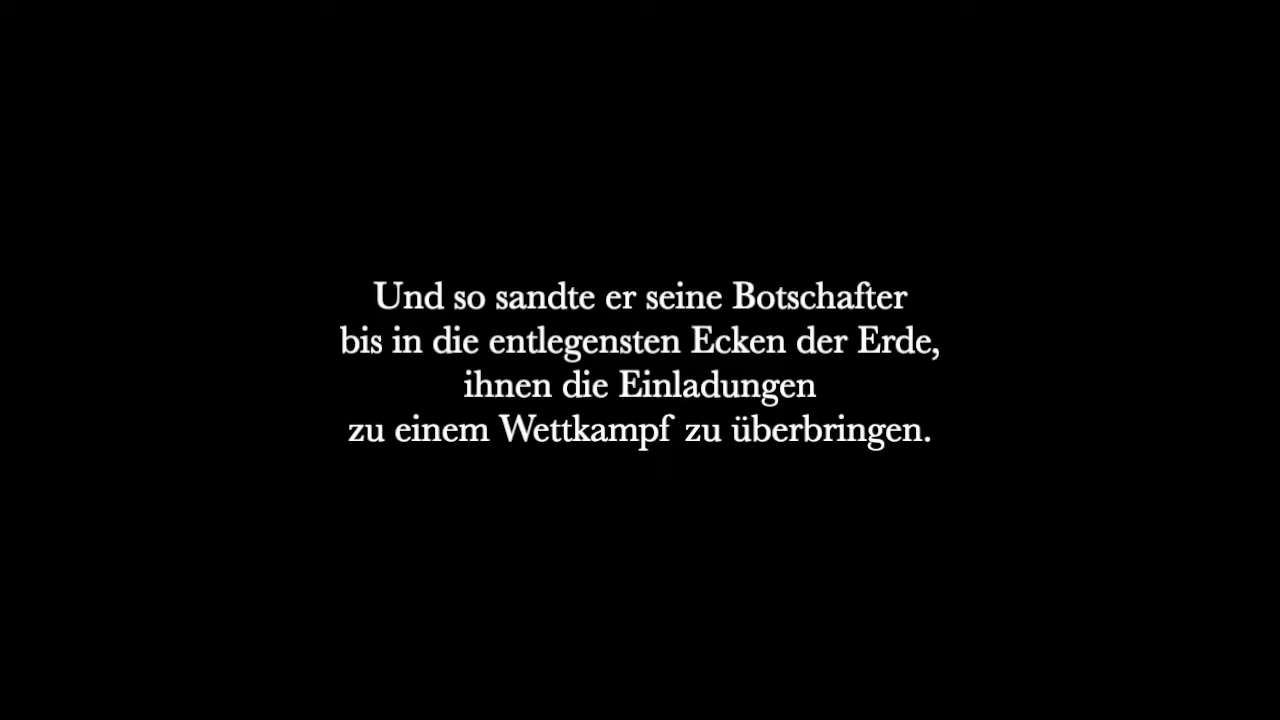 Und so sandte er seine Botschafter
bis in die entlegensten Ecken der Erde,
ihnen die Einladungen
zu einem Wettkampf zu überbringen.